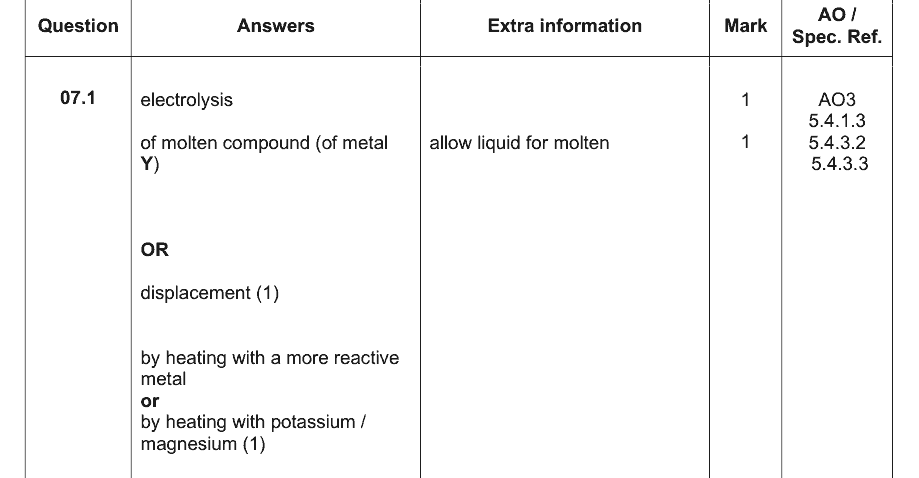 Question Answers Extra information Mark AO /
Spec. Ref.
07.1 electrolysis 1 AO3
5.4.1.3
of molten compound (of metal allow liquid for molten 1 5.4.3.2
Y) 5.4.3.3
OR
displacement (1)
by heating with a more reactive
metal
or
by heating with potassium /
magnesium (1)